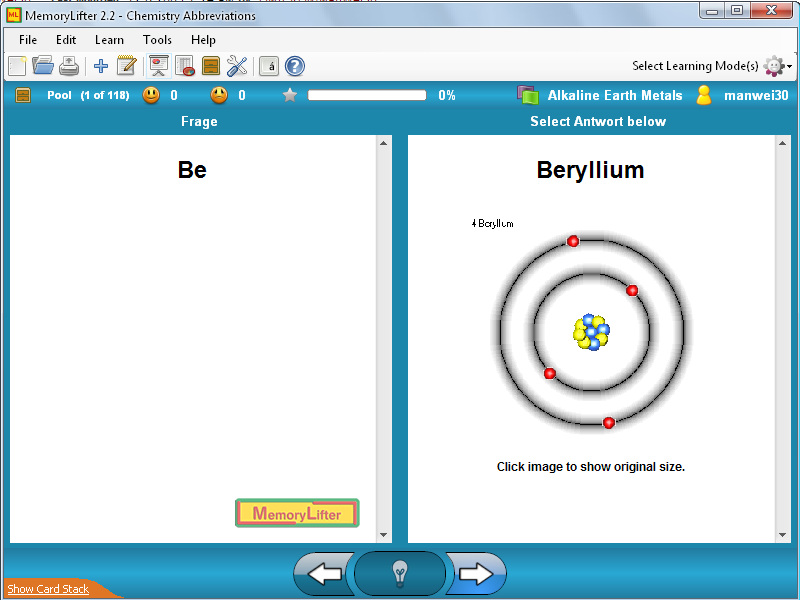 MemoryLifter 2.2 - Chemistry Abbreviations
File Edit Learn Tools Help
á ? Select Learning Mode(s)
Pool (1 of 118) 0 0 0% Alkaline Earth Metals manwei30
Frage
Select Antwort below
Be
MemoryLifter
Beryllium
4 Beryllium
Click image to show original size.
Show Card Stack